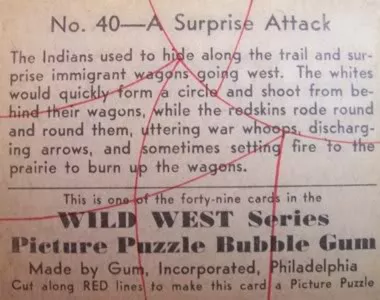 No. 40—A Surprise Attack
The Indians used to hide along the trail and sur-
prise immigrant wagons going west. The whites
would quickly form a circle and shoot from be-
hind their wagons, while the redskins rode round
and round them, uttering war whoops, discharg-
ing arrows, and sometimes setting fire to the
prairie to burn up the wagons.
This is one of the forty-nine cards in the
WILD WEST Series
Picture Puzzle Bubble Gum
Made by Gum, Incorporated, Philadelphia
Cut along RED lines to make this card a Picture Puzzle